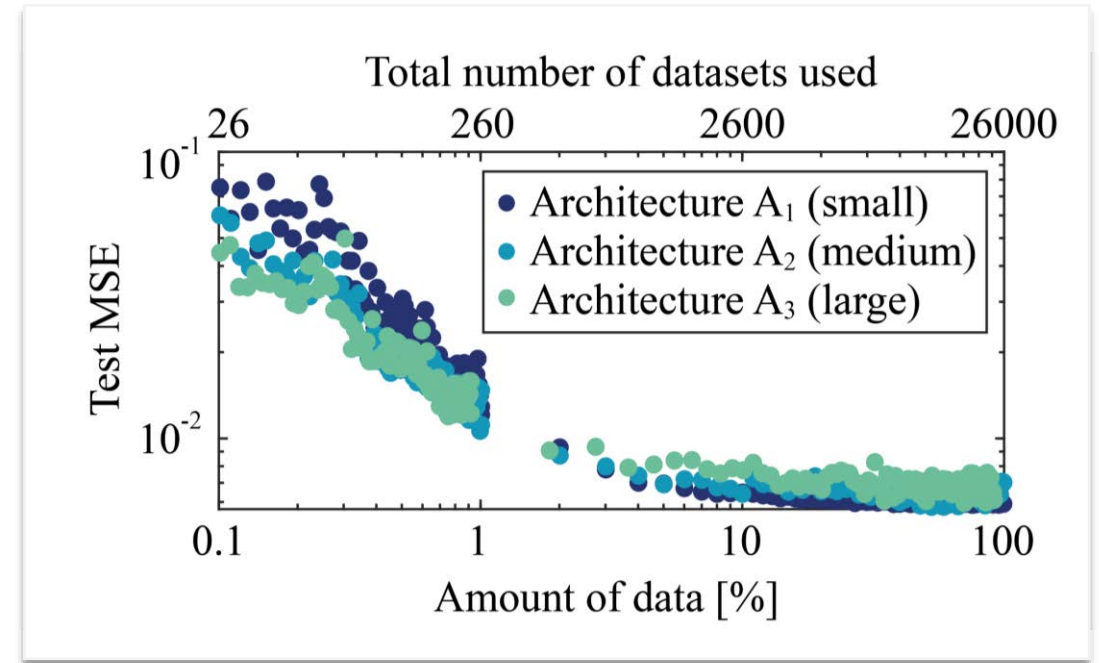 Total number of datasets used
26 260 2600 26000
10⁻¹
Architecture A₁ (small)
Architecture A₂ (medium)
Architecture A₃ (large)
Test MSE
10⁻²
0.1 1 10 100
Amount of data [%]